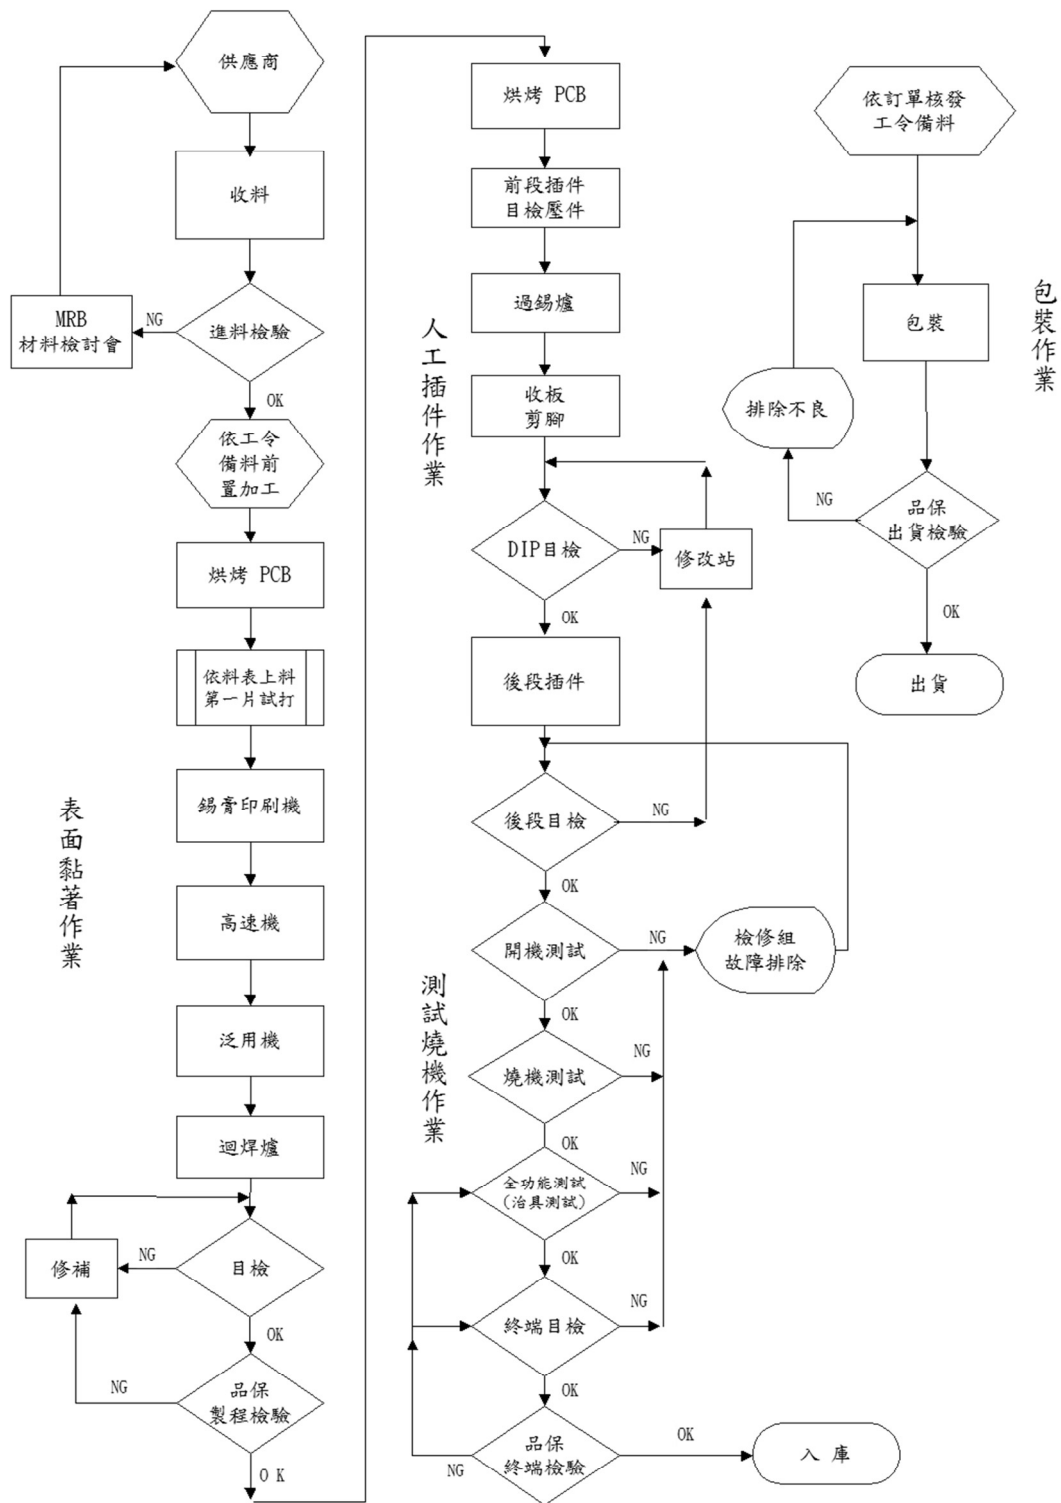 供應商
收料
進料檢驗
NG
MRB
材料檢討會
OK
依工令
備料前
置加工
烘烤 PCB
依料表上料
第一片試打
錫膏印刷機
高速機
泛用機
迴焊爐
目檢
NG
修補
OK
品保
製程檢驗
NG
O K
表面黏著作業
烘烤 PCB
前段插件
目檢壓件
過錫爐
收板
剪腳
DIP目檢
NG
修改站
OK
後段插件
後段目檢
NG
OK
人工插件作業
開機測試
NG
檢修組
故障排除
OK
燒機測試
NG
OK
全功能測試
(治具測試)
NG
OK
終端目檢
NG
OK
品保
終端檢驗
NG
OK
入 庫
測試燒機作業
依訂單核發
工令備料
包裝
排除不良
NG
品保
出貨檢驗
OK
出貨
包裝作業